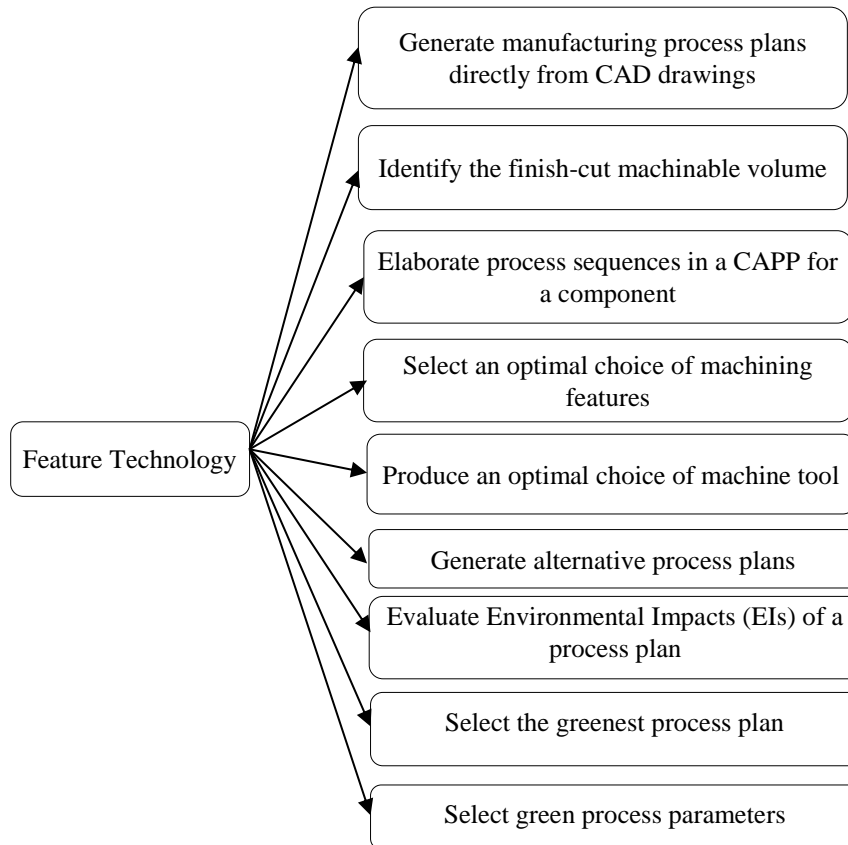 Generate manufacturing process plans
directly from CAD drawings
Identify the finish-cut machinable volume
Elaborate process sequences in a CAPP for
a component
Select an optimal choice of machining
features
Feature Technology
Produce an optimal choice of machine tool
Generate alternative process plans
Evaluate Environmental Impacts (EIs) of a
process plan
Select the greenest process plan
Select green process parameters